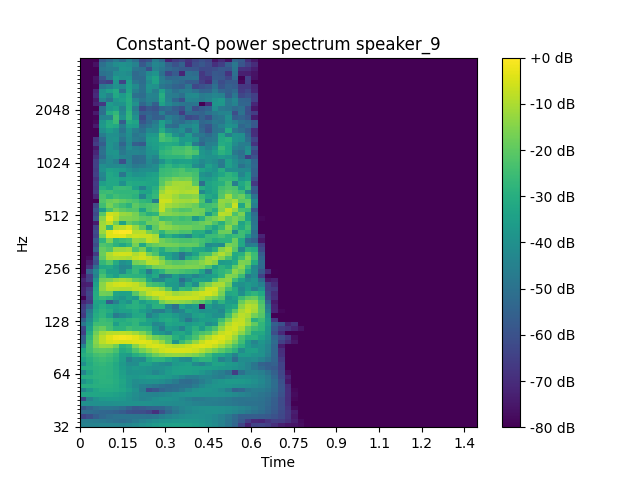 Constant-Q power spectrum speaker_9
Hz
2048
1024
512
256
128
64
32
0 0.15 0.3 0.45 0.6 0.75 0.9 1.1 1.2 1.4
Time
+0 dB
-10 dB
-20 dB
-30 dB
-40 dB
-50 dB
-60 dB
-70 dB
-80 dB